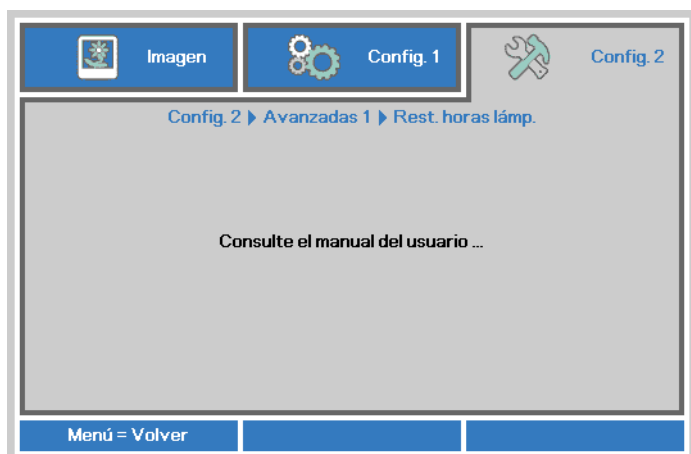 Imagen
Config. 1
Config. 2
Config. 2 ▶ Avanzadas 1 ▶ Rest. horas lámp.
Consulte el manual del usuario ...
Menú = Volver